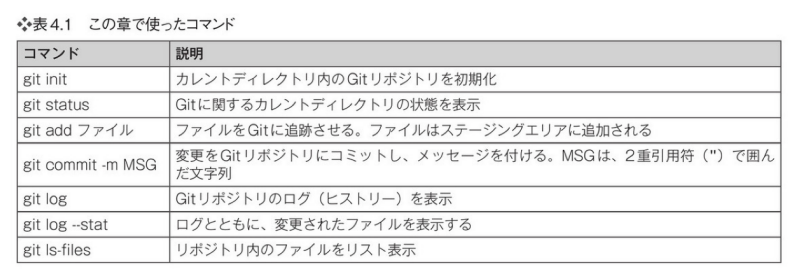 ❖表4.1 この章で使ったコマンド
コマンド 説明
git init カレントディレクトリ内のGitリポジトリを初期化
git status Gitに関するカレントディレクトリの状態を表示
git add ファイル ファイルをGitに追跡させる。ファイルはステージングエリアに追加される
git commit -m MSG 変更をGitリポジトリにコミットし、メッセージを付ける。MSGは、2重引用符（"）で囲ん
だ文字列
git log Gitリポジトリのログ（ヒストリー）を表示
git log --stat ログとともに、変更されたファイルを表示する
git ls-files リポジトリ内のファイルをリスト表示